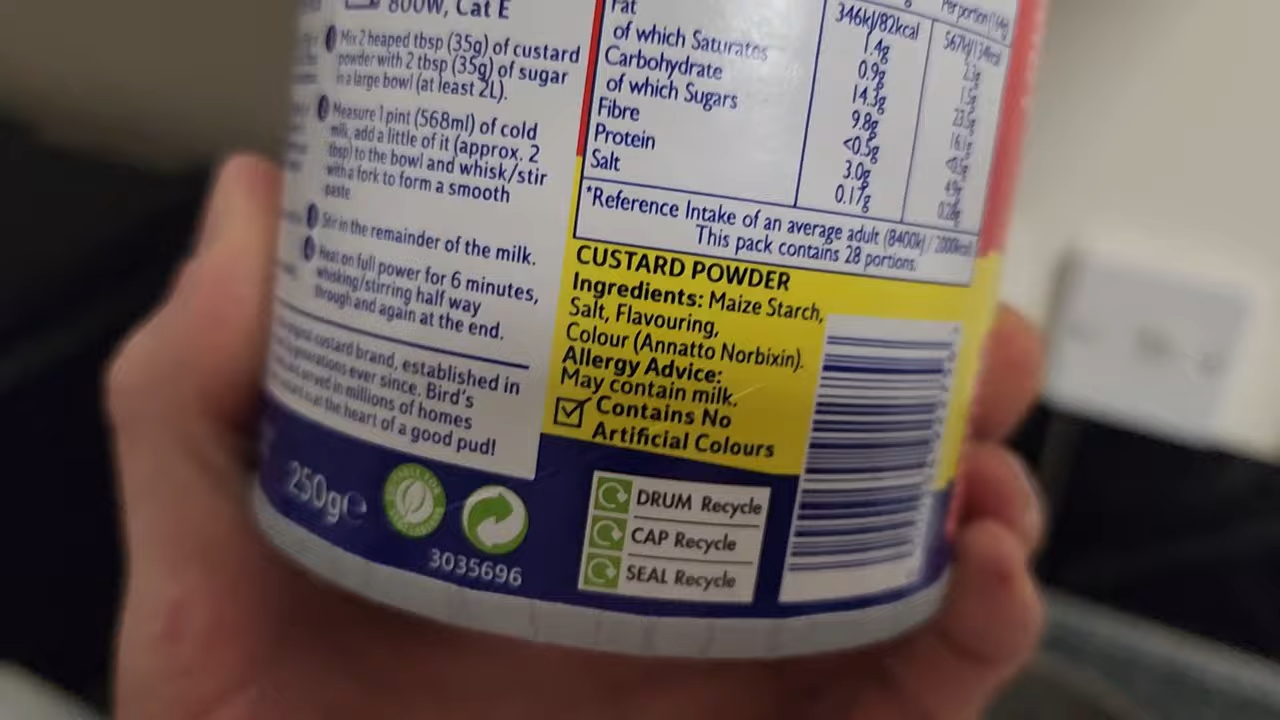 800W, Cat E
Mix 2 heaped tbsp (35g) of custard
powder with 2 tbsp (35g) of sugar
in a large bowl (at least 2L).
Measure 1 pint (568ml) of cold
milk, add a little of it (approx. 2
tbsp) to the bowl and whisk/stir
with a fork to form a smooth
paste.
Stir in the remainder of the milk.
Heat on full power for 6 minutes,
whisking/stirring half way
through and again at the end.
original custard brand, established in
generations ever since. Bird's
served in millions of homes
at the heart of a good pud!
250g e
3035696
Per portion
346kJ/82kcal
Fat 1.4g
of which Saturates 0.9g
Carbohydrate 14.3g
of which Sugars 9.8g
Fibre <0.5g
Protein 3.0g
Salt 0.17g
*Reference Intake of an average adult (8400kJ / 2000kcal)
This pack contains 28 portions.
CUSTARD POWDER
Ingredients: Maize Starch,
Salt, Flavouring,
Colour (Annatto Norbixin).
Allergy Advice:
May contain milk.
Contains No
Artificial Colours
DRUM Recycle
CAP Recycle
SEAL Recycle